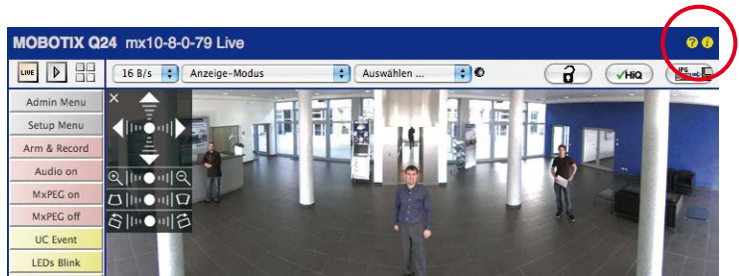 MOBOTIX Q24 mx10-8-0-79 Live
? i
LIVE 16 B/s Anzeige-Modus Auswählen ... HiQ JPG
Admin Menu
Setup Menu
Arm & Record
Audio on
MxPEG on
MxPEG off
UC Event
LEDs Blink